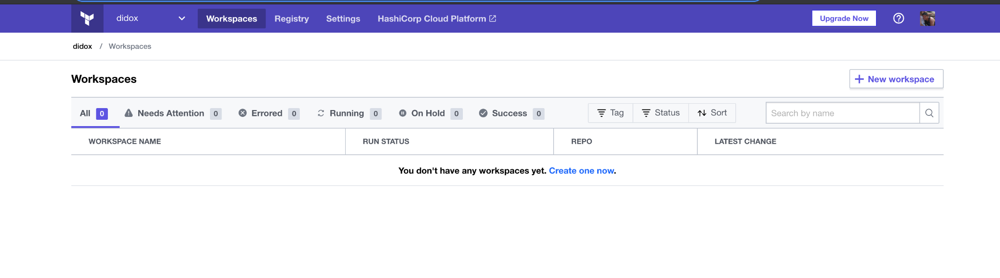 didox Workspaces Registry Settings HashiCorp Cloud Platform Upgrade Now
didox / Workspaces
Workspaces
New workspace
All 0 Needs Attention 0 Errored 0 Running 0 On Hold 0 Success 0 Tag Status Sort Search by name
WORKSPACE NAME RUN STATUS REPO LATEST CHANGE
You don't have any workspaces yet. Create one now.